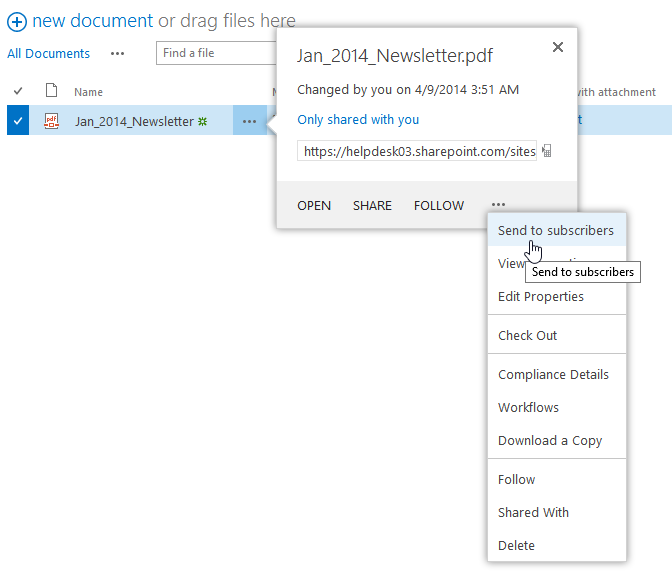 new document or drag files here
All Documents ••• Find a file
Name with attachment
pdf Jan_2014_Newsletter •••
Jan_2014_Newsletter.pdf
Changed by you on 4/9/2014 3:51 AM
Only shared with you
https://helpdesk03.sharepoint.com/sites
OPEN SHARE FOLLOW •••
Send to subscribers
View
Send to subscribers
Edit Properties
Check Out
Compliance Details
Workflows
Download a Copy
Follow
Shared With
Delete